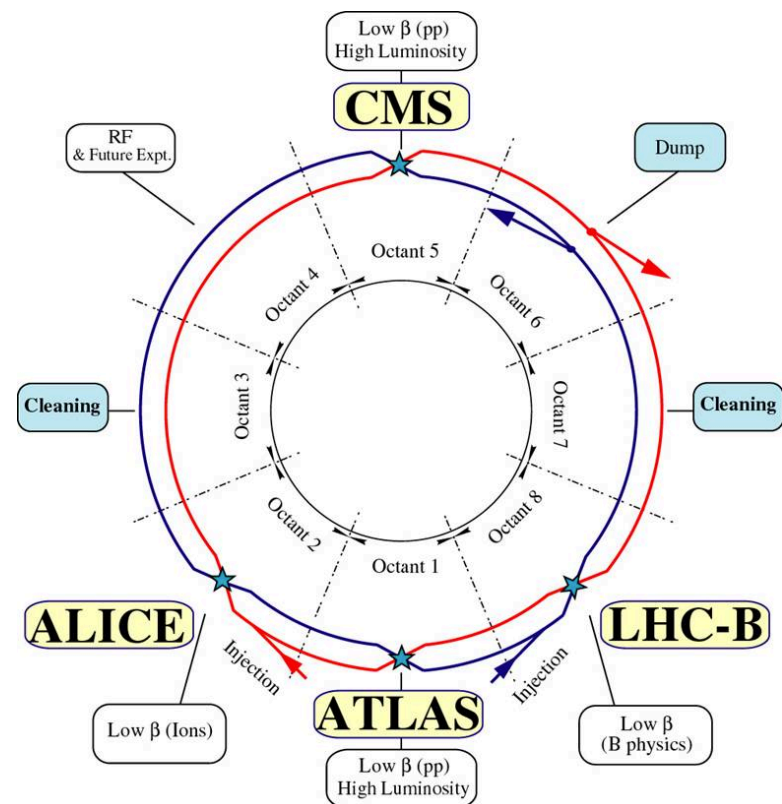 Low β (pp)
High Luminosity
CMS
RF
& Future Expt.
Dump
Octant 5
Octant 4
Octant 6
Octant 3
Octant 7
Cleaning
Cleaning
Octant 2
Octant 8
Octant 1
ALICE
LHC-B
Injection
Injection
ATLAS
Low β (Ions)
Low β
(B physics)
Low β (pp)
High Luminosity